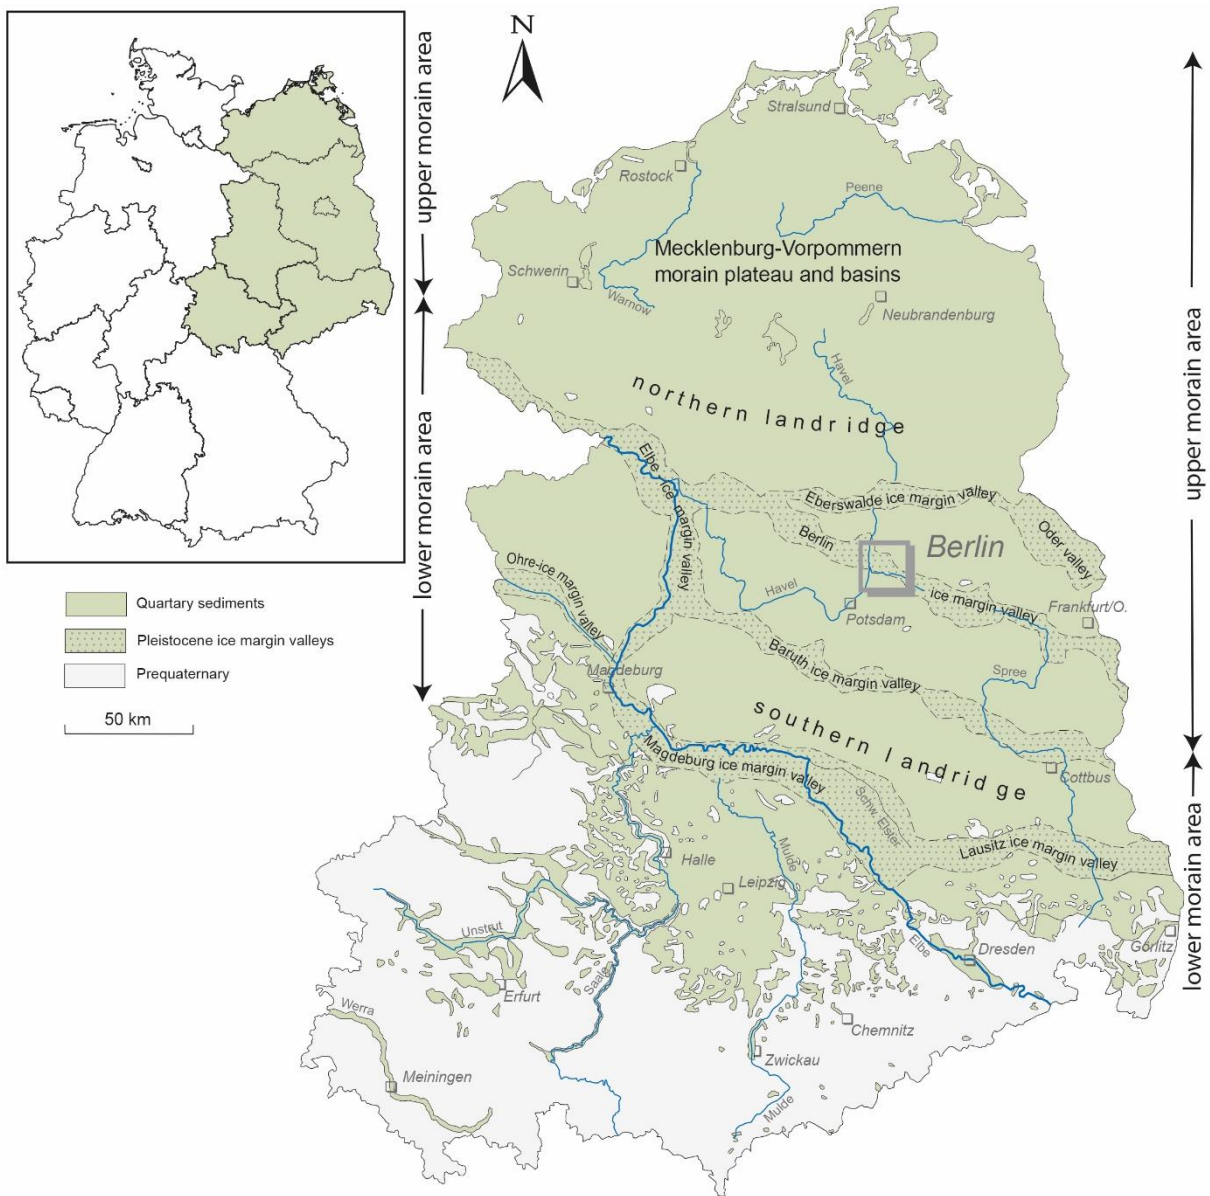 N
upper morain area
lower morain area
upper morain area
lower morain area
Stralsund
Rostock
Peene
Mecklenburg-Vorpommern
morain plateau and basins
Schwerin
Warnow
Neubrandenburg
Havel
northern landridge
Elbe ice margin valley
Eberswalde ice margin valley
Oder valley
Berlin
Berlin
ice margin valley
Ohre-ice margin valley
Havel
Potsdam
Frankfurt/O.
Magdeburg
Baruth ice margin valley
Spree
southern landridge
Magdeburg ice margin valley
Cottbus
Schw. Elster
Lausitz ice margin valley
Mulde
Halle
Leipzig
Unstrut
Elbe
Dresden
Görlitz
Erfurt
Saale
Werra
Chemnitz
Zwickau
Meiningen
Mulde
Quartary sediments
Pleistocene ice margin valleys
Prequaternary
50 km